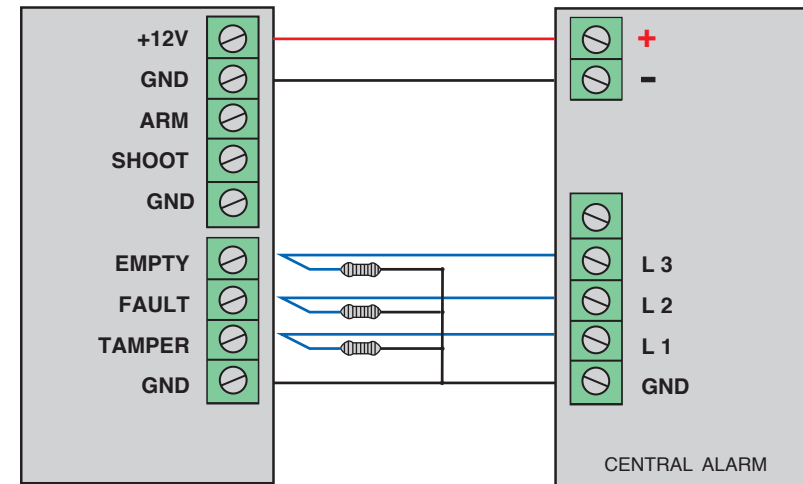 +12V
GND
ARM
SHOOT
GND
EMPTY
FAULT
TAMPER
GND
+
-
L 3
L 2
L 1
GND
CENTRAL ALARM